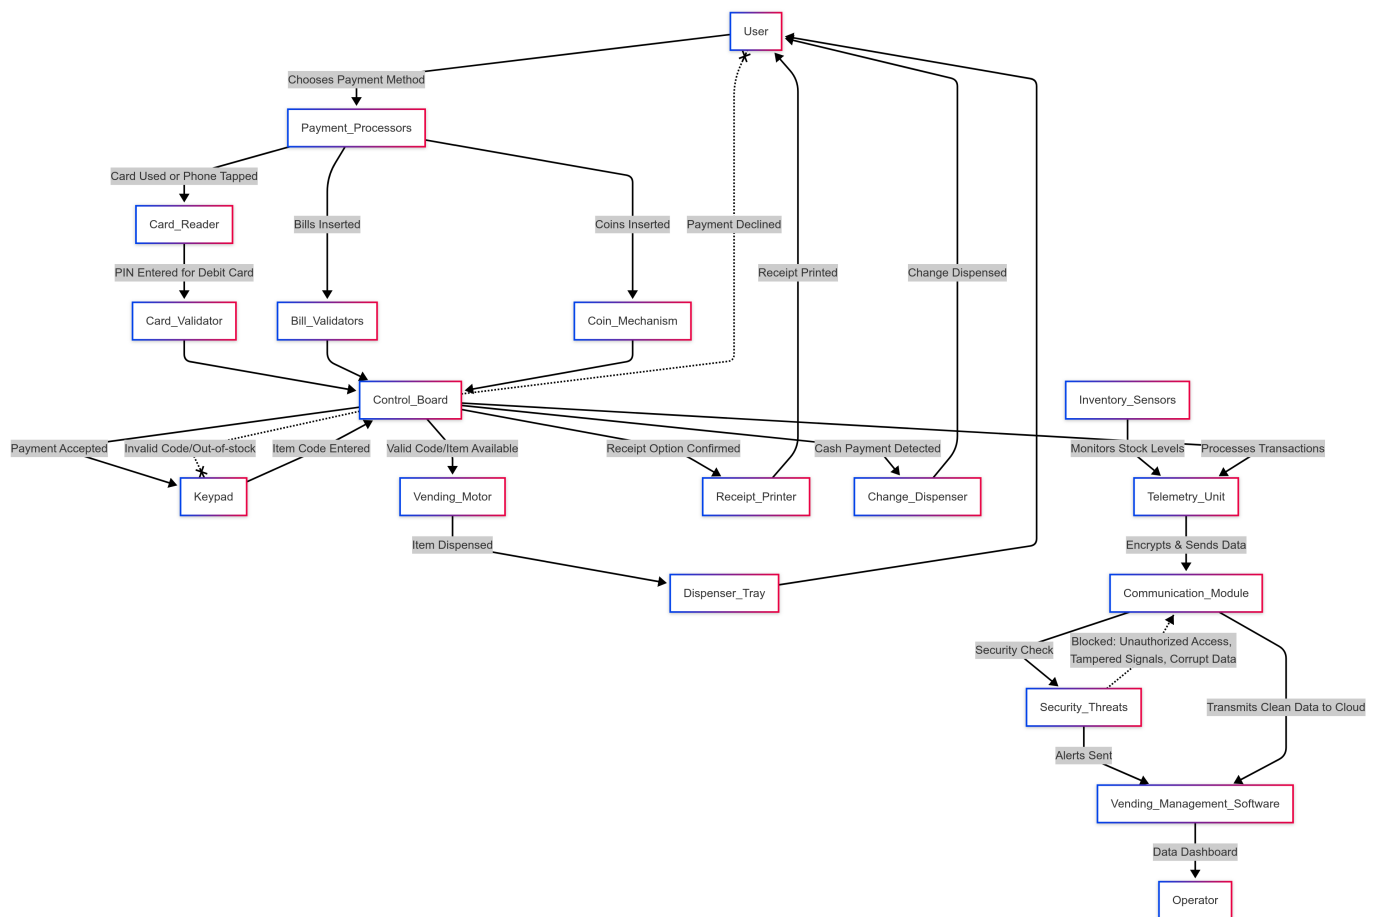 User
Chooses Payment Method
Payment_Processors
Card Used or Phone Tapped
Card_Reader
Bills Inserted
Coins Inserted
Payment Declined
PIN Entered for Debit Card
Receipt Printed
Change Dispensed
Card_Validator
Bill_Validators
Coin_Mechanism
Control_Board
Inventory_Sensors
Payment Accepted
Invalid Code/Out-of-stock
Item Code Entered
Valid Code/Item Available
Receipt Option Confirmed
Cash Payment Detected
Monitors Stock Levels
Processes Transactions
Keypad
Vending_Motor
Receipt_Printer
Change_Dispenser
Telemetry_Unit
Item Dispensed
Encrypts & Sends Data
Dispenser_Tray
Communication_Module
Security Check
Blocked: Unauthorized Access,
Tampered Signals, Corrupt Data
Security_Threats
Transmits Clean Data to Cloud
Alerts Sent
Vending_Management_Software
Data Dashboard
Operator